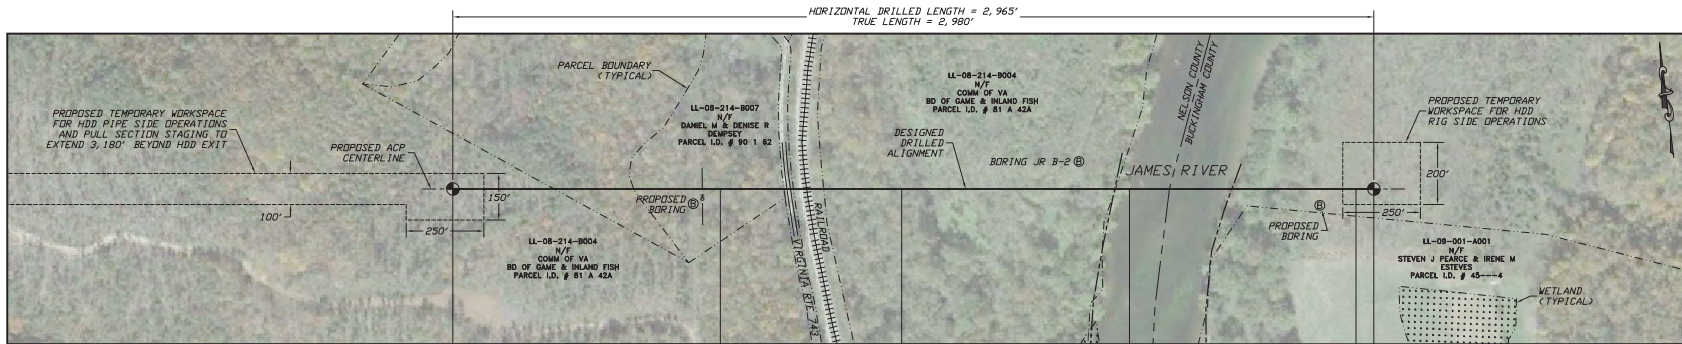 HORIZONTAL DRILLED LENGTH = 2,965'
TRUE LENGTH = 2,980'
PARCEL BOUNDARY
(TYPICAL)
LL-08-214-B007
N/F
DANIEL M & DENISE R
DEMPSEY
PARCEL I.D. # 90 1 62
LL-08-214-B004
N/F
COMM OF VA
BD OF GAME & INLAND FISH
PARCEL I.D. # 81 A 42A
NELSON COUNTY
BUCKINGHAM COUNTY
PROPOSED TEMPORARY
WORKSPACE FOR HDD
RIG SIDE OPERATIONS
PROPOSED TEMPORARY WORKSPACE
FOR HDD PIPE SIDE OPERATIONS
AND PULL SECTION STAGING TO
EXTEND 3,180' BEYOND HDD EXIT
PROPOSED ACP
CENTERLINE
DESIGNED
DRILLED
ALIGNMENT
BORING JR B-2 B
JAMES RIVER
200'
250'
150'
100'
250'
PROPOSED
BORING B
RAILROAD
VIRGINIA RTE. 743
B
PROPOSED
BORING
LL-08-214-B004
N/F
COMM OF VA
BD OF GAME & INLAND FISH
PARCEL I.D. # 81 A 42A
LL-09-001-A001
N/F
STEVEN J PEARCE & IRENE M
ESTEVES
PARCEL I.D. # 45----4
WETLAND
(TYPICAL)